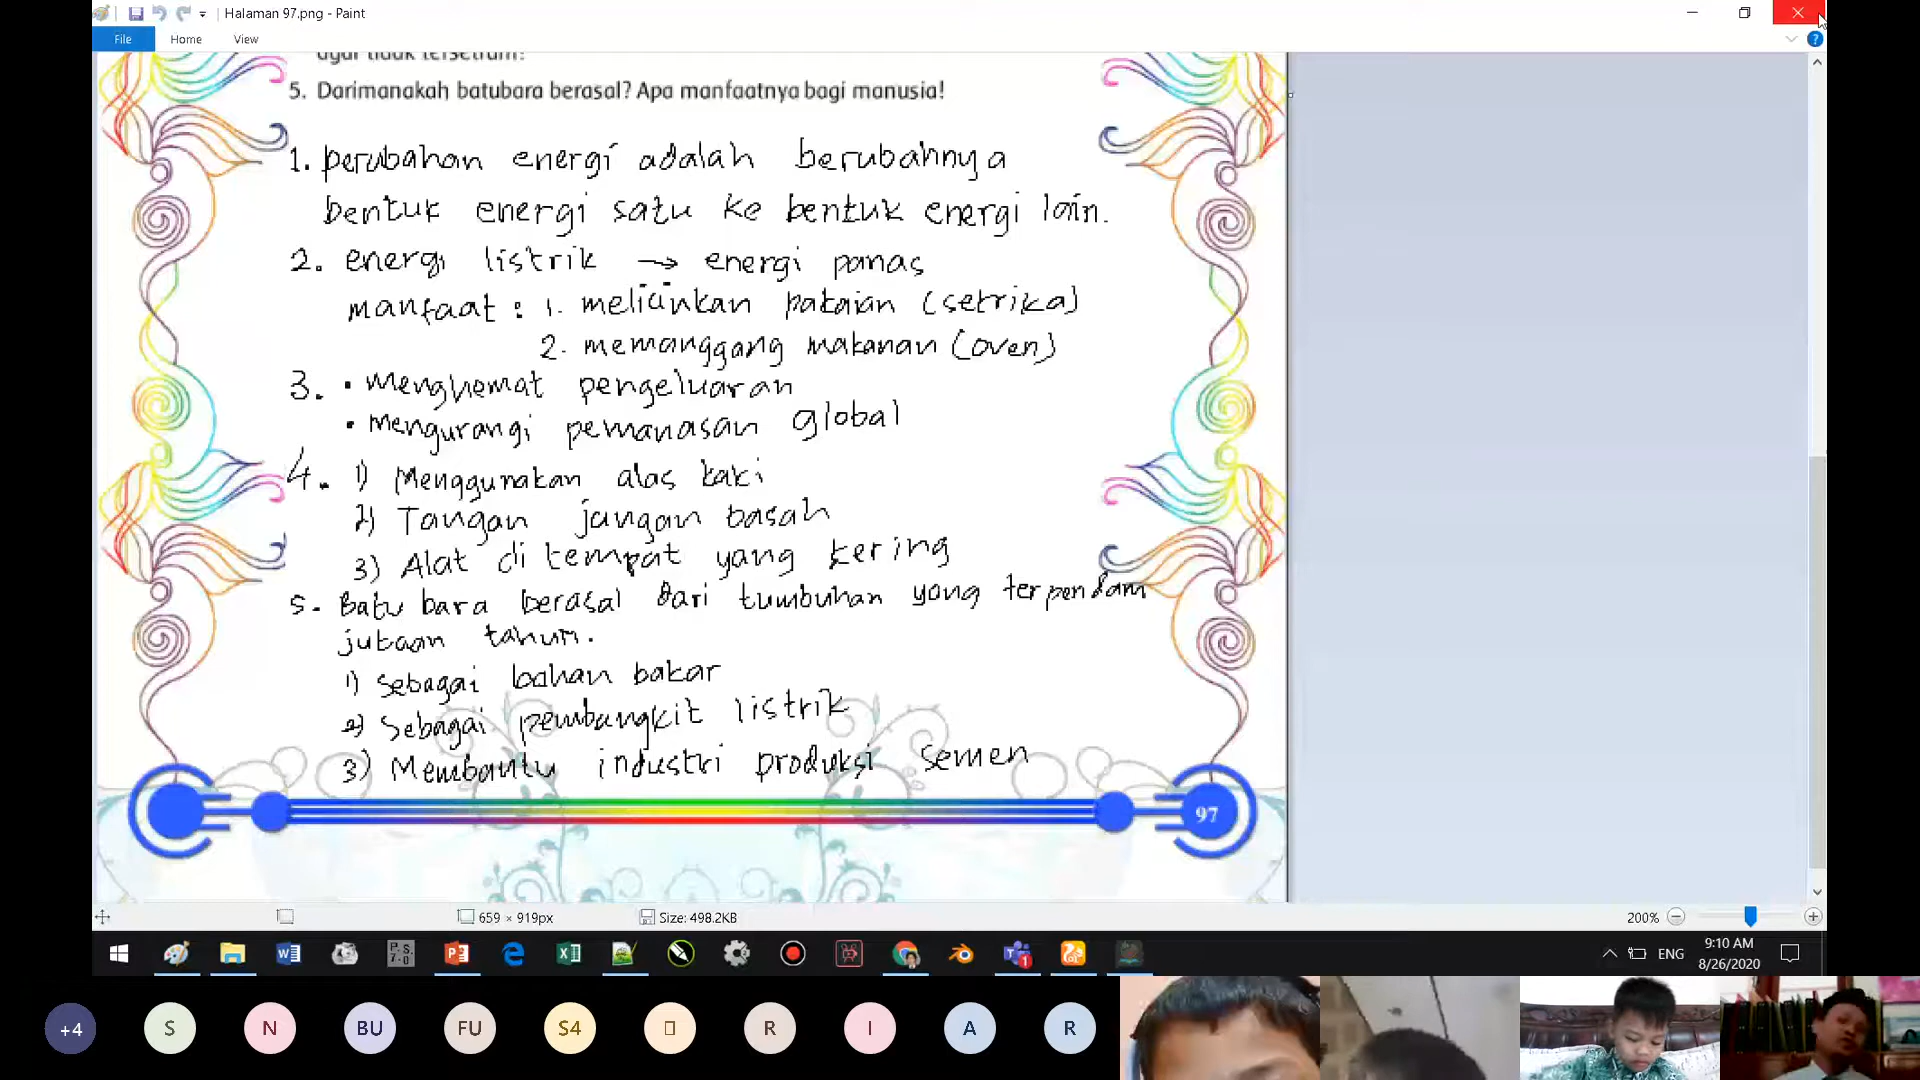 Halaman 97.png - Paint
File Home View
agar tidak tersetrum!
5. Darimanakah batubara berasal? Apa manfaatnya bagi manusia!
1. perubahan energi adalah berubahnya
bentuk energi satu ke bentuk energi lain.
2. energi listrik → energi panas
manfaat : 1. melicinkan pakaian (setrika)
2. memanggang makanan (oven)
3. • menghemat pengeluaran
• mengurangi pemanasan global
4. 1) Menggunakan alas kaki
2) Tangan jangan basah
3) Alat di tempat yang kering
5. Batu bara berasal dari tumbuhan yang terpendam
jutaan tahun.
1) sebagai bahan bakar
2) sebagai pembangkit listrik
3) Membantu industri produksi semen
97
659 × 919px Size: 498.2KB 200%
ENG 9:10 AM
8/26/2020
+4 S N BU FU S4 R I A R